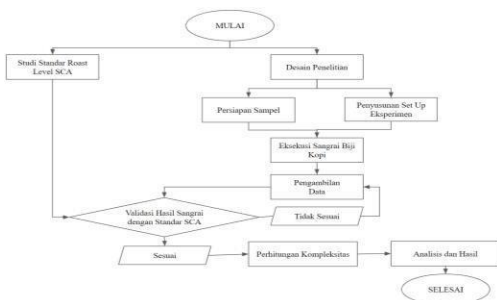 MULAI
Studi Standar Roast
Level SCA
Desain Penelitian
Persiapan Sampel
Penyusunan Set Up
Eksperimen
Eksekusi Sangrai Biji
Kopi
Pengambilan
Data
Validasi Hasil Sangrai
dengan Standar SCA
Tidak Sesuai
Sesuai
Perhitungan Kompleksitas
Analisis dan Hasil
SELESAI